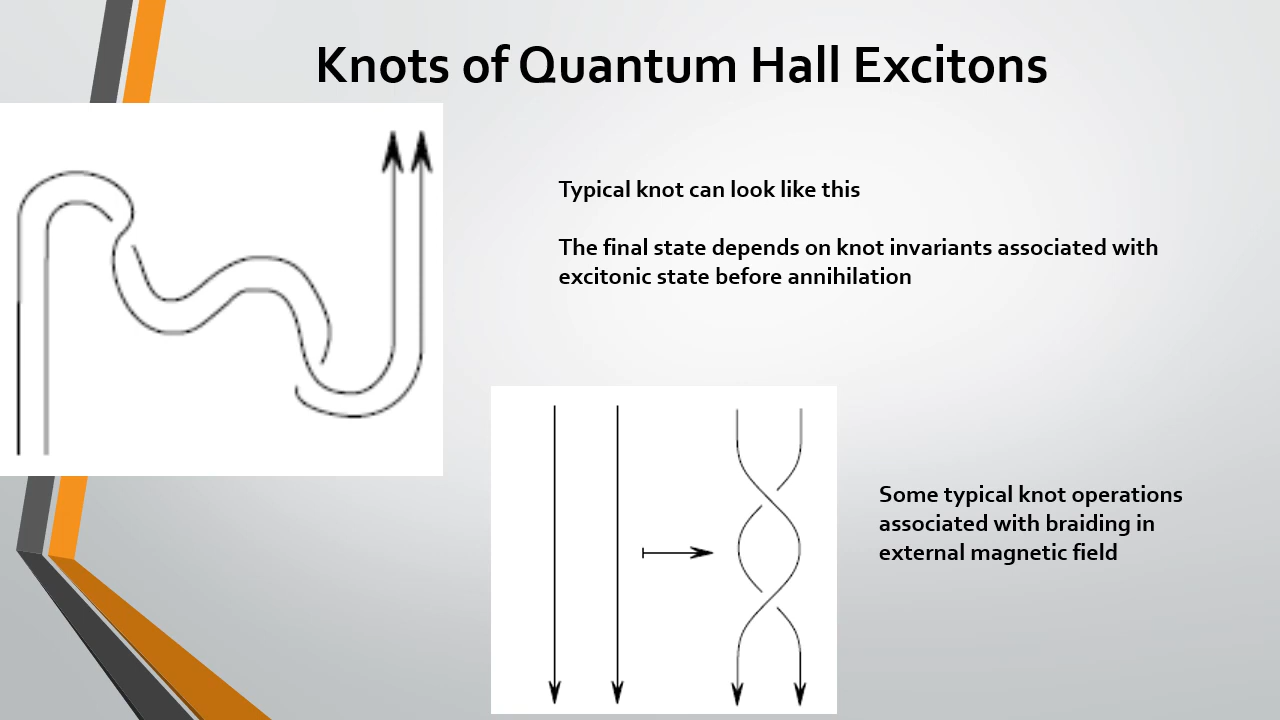 Knots of Quantum Hall Excitons
Typical knot can look like this
The final state depends on knot invariants associated with
excitonic state before annihilation
Some typical knot operations
associated with braiding in
external magnetic field